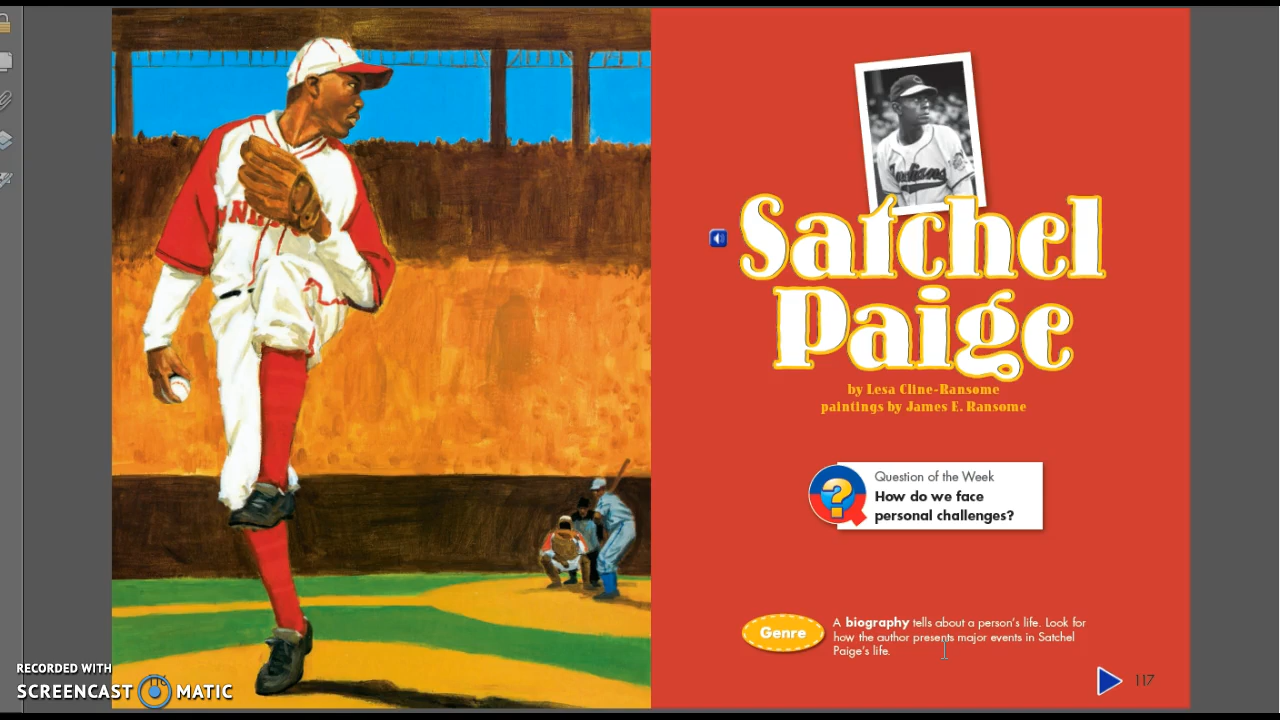 Indians
Satchel
Paige
by Lesa Cline-Ransome
paintings by James E. Ransome
Question of the Week
How do we face
personal challenges?
Genre
A biography tells about a person's life. Look for
how the author presents major events in Satchel
Paige's life.
117
RECORDED WITH
SCREENCAST MATIC